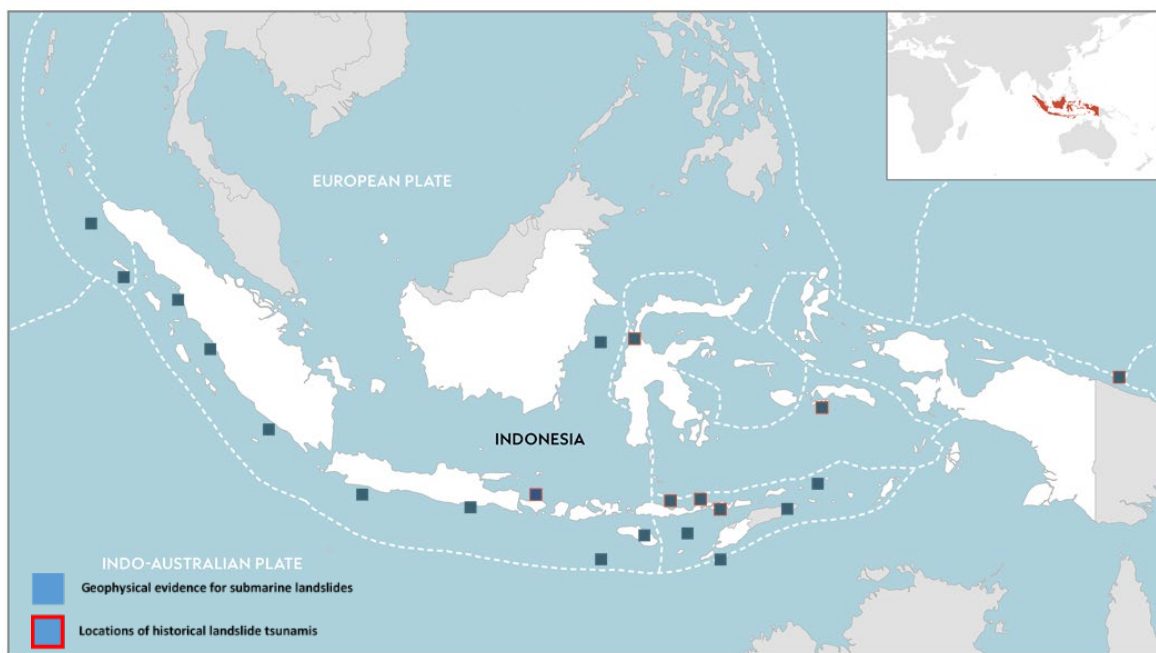 EUROPEAN PLATE
INDONESIA
INDO-AUSTRALIAN PLATE
Geophysical evidence for submarine landslides
Locations of historical landslide tsunamis